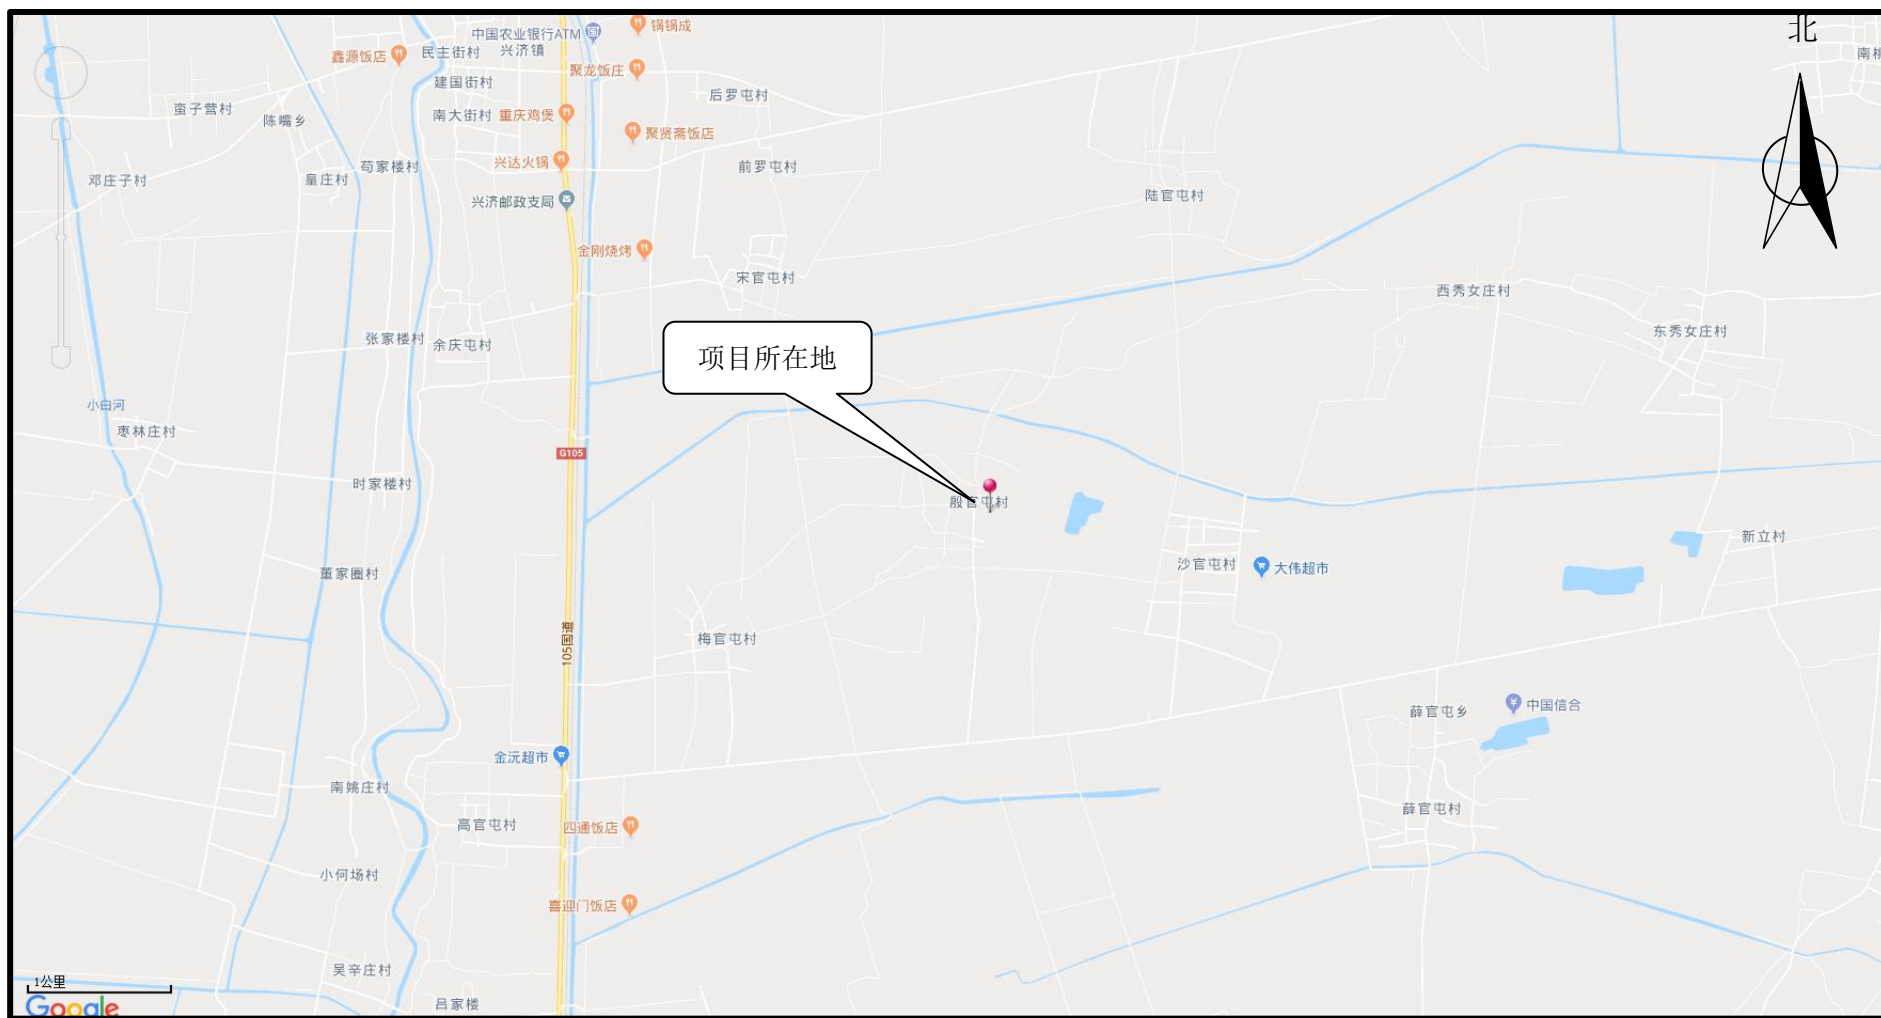 锅锅成
北
中国农业银行ATM
鑫源饭店
民主街村
兴济镇
南桃
聚龙饭庄
建国街村
后罗屯村
蛮子营村
陈嘴乡
南大街村
重庆鸡煲
聚贤斋饭店
兴达火锅
荀家楼村
前罗屯村
邓庄子村
皇庄村
陆官屯村
兴济邮政支局
金刚烧烤
宋官屯村
西秀女庄村
东秀女庄村
张家楼村
余庆屯村
项目所在地
小白河
枣林庄村
G105
时家楼村
殷官屯村
新立村
沙官屯村
大伟超市
董家圈村
105国道
梅官屯村
中国信合
薛官屯乡
金沅超市
南姚庄村
薛官屯村
高官屯村
四通饭店
小何场村
喜迎门饭店
吴辛庄村
1公里
吕家楼
Google